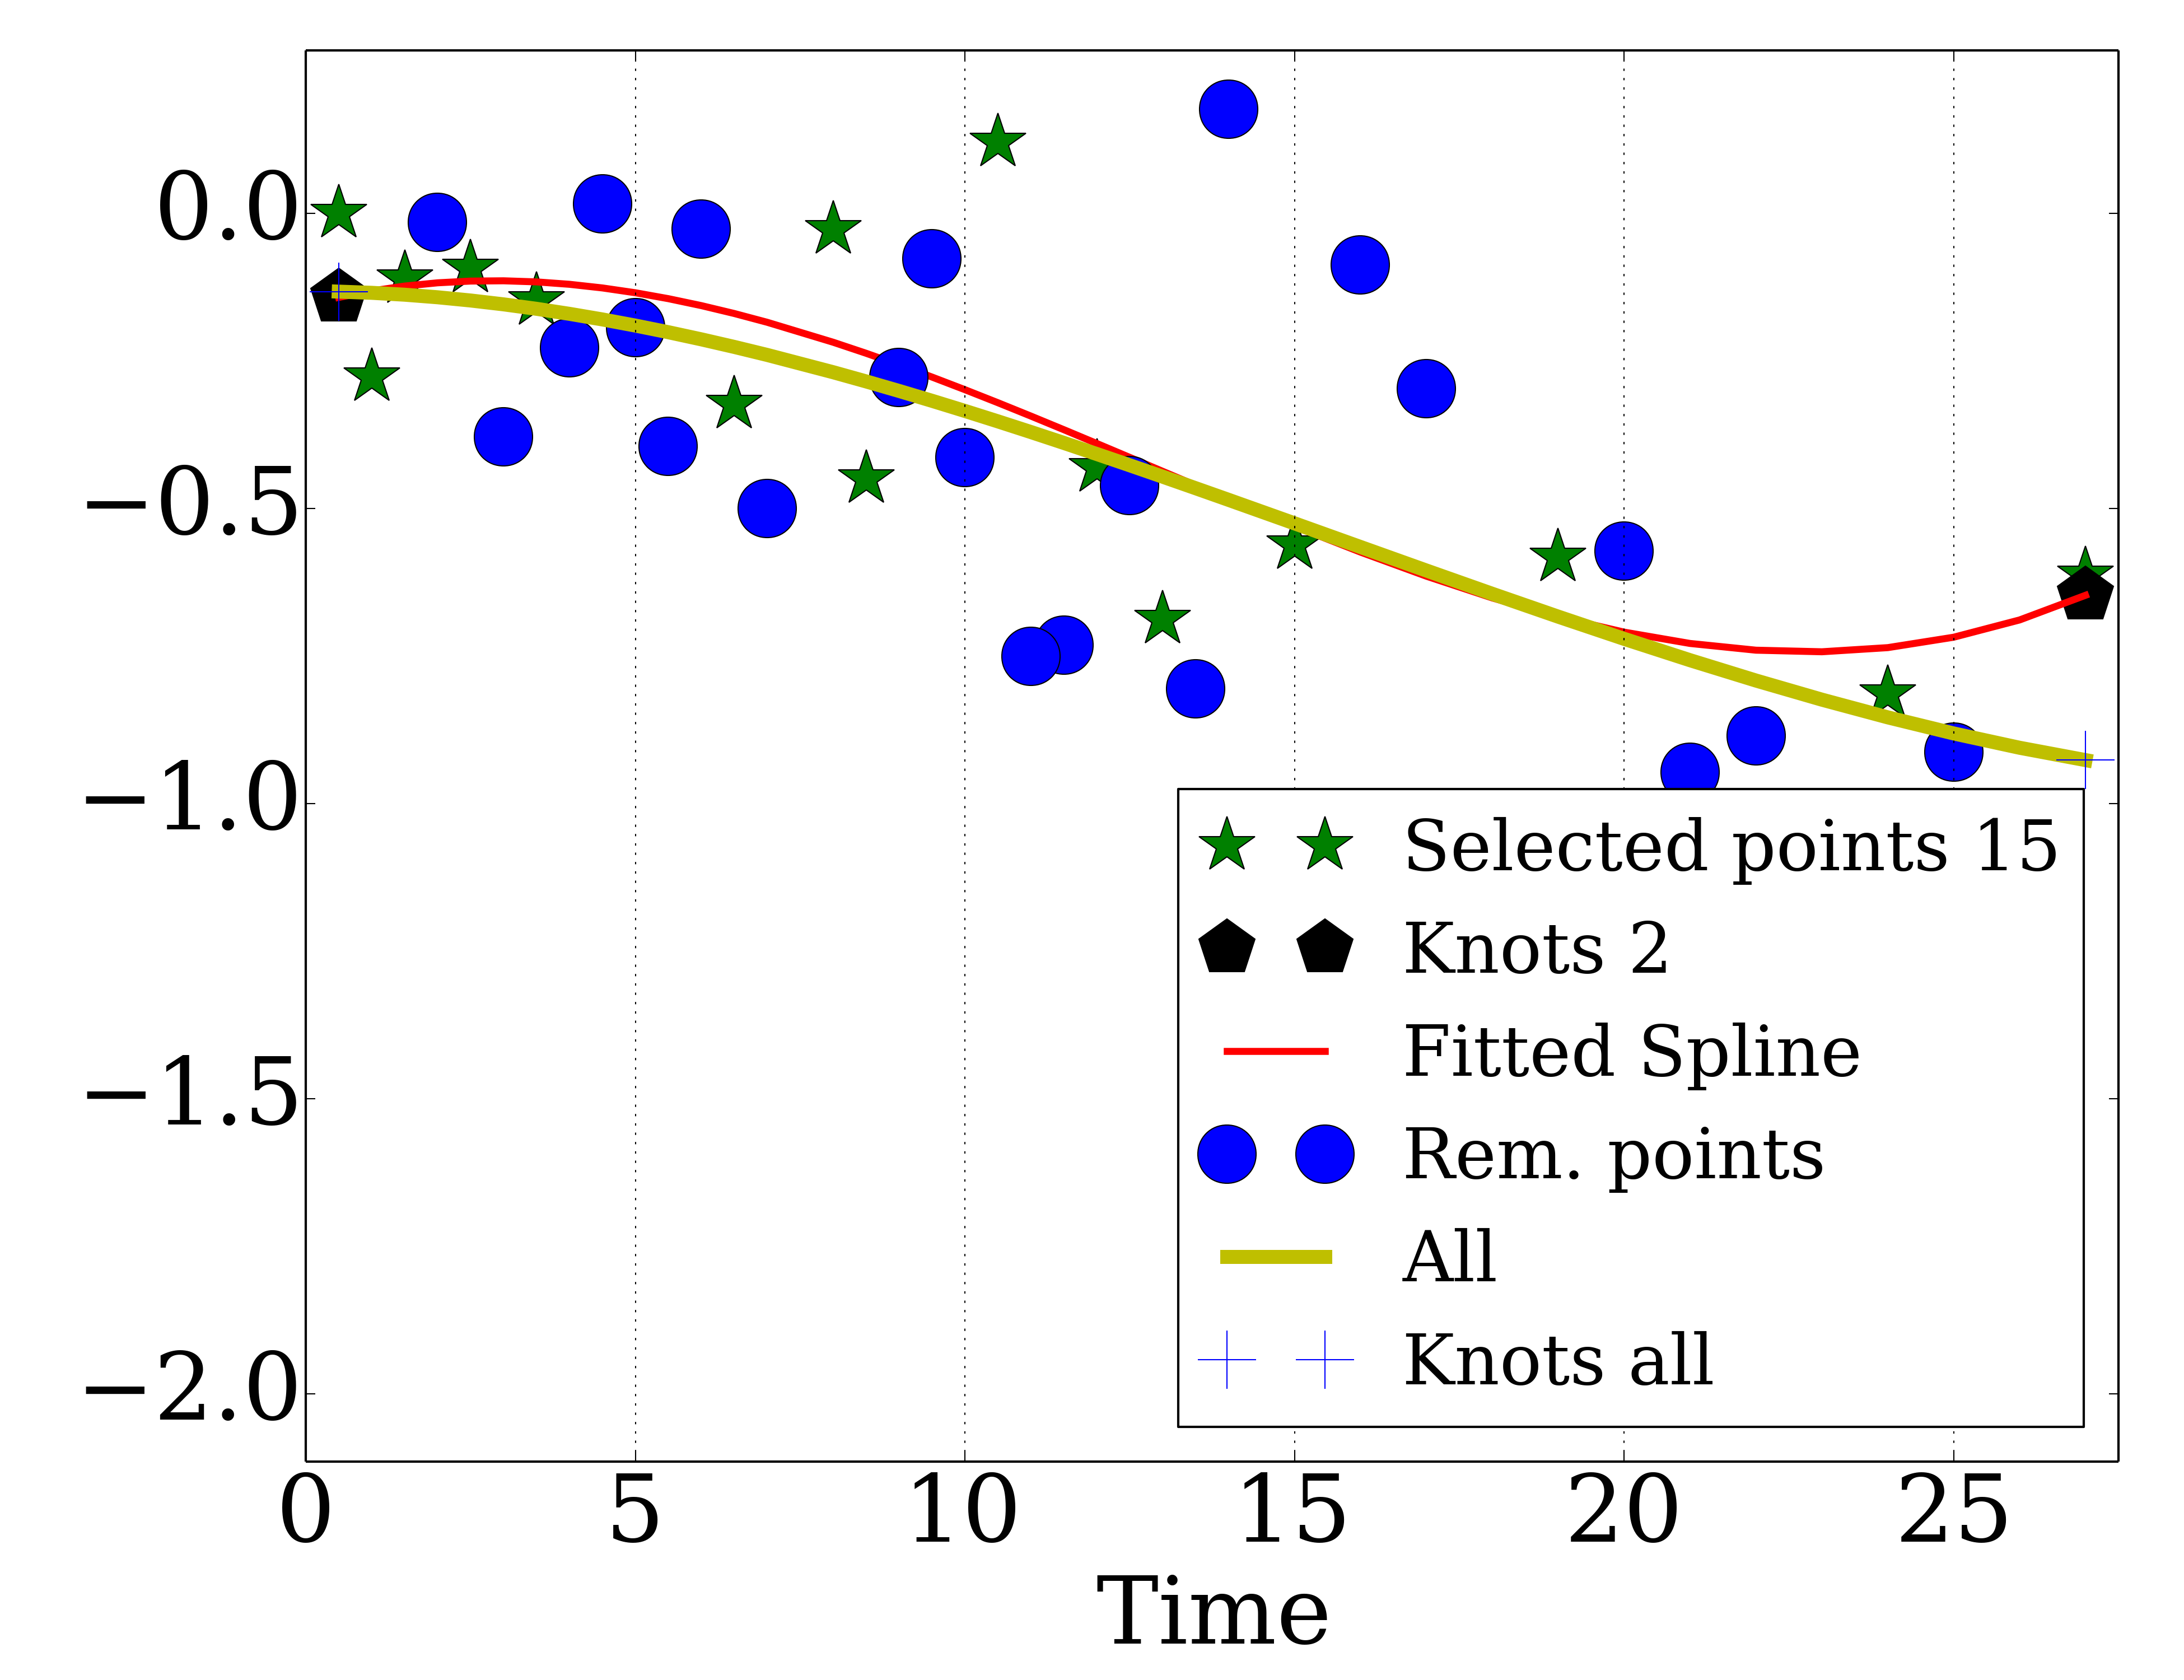 0.0
−0.5
−1.0
−1.5
−2.0
Selected points 15
Knots 2
Fitted Spline
Rem. points
All
Knots all
0 5 10 15 20 25
Time